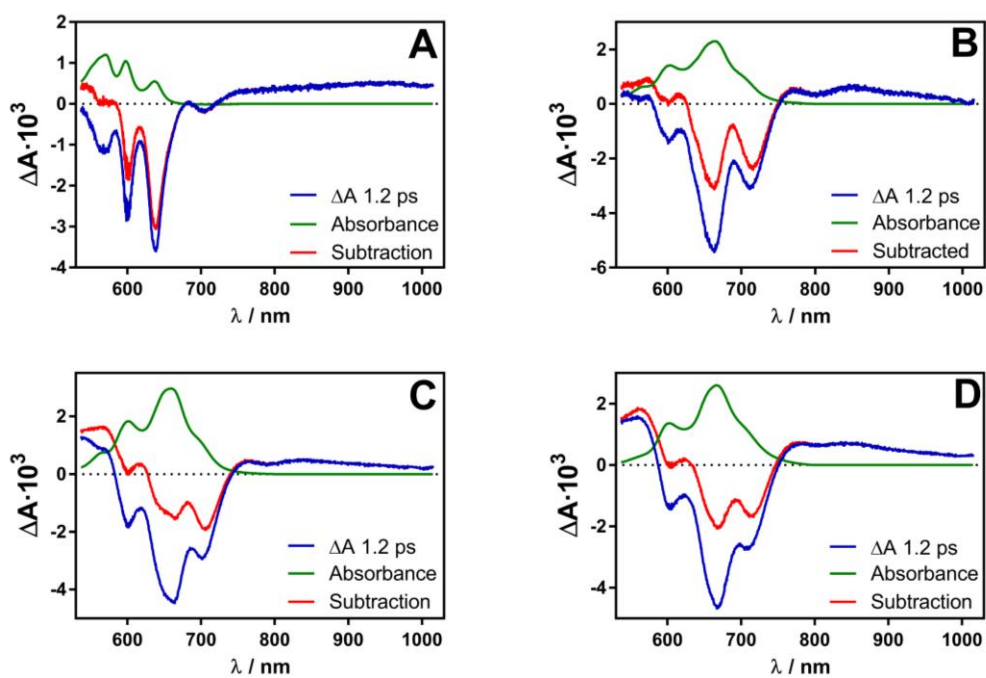 A
ΔA·10³
2
1
0
-1
-2
-3
-4
ΔA 1.2 ps
Absorbance
Subtraction
600 700 800 900 1000
λ / nm
B
ΔA·10³
2
0
-2
-4
-6
ΔA 1.2 ps
Absorbance
Subtracted
600 700 800 900 1000
λ / nm
C
ΔA·10³
2
0
-2
-4
ΔA 1.2 ps
Absorbance
Subtraction
600 700 800 900 1000
λ / nm
D
ΔA·10³
2
0
-2
-4
ΔA 1.2 ps
Absorbance
Subtraction
600 700 800 900 1000
λ / nm